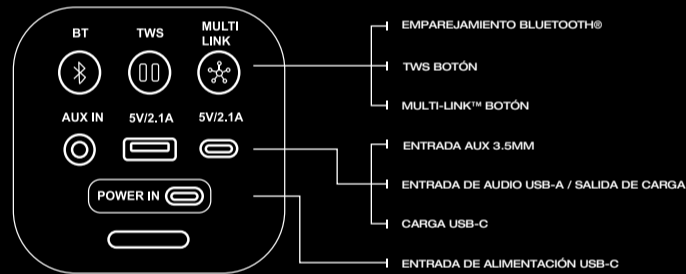 BT TWS MULTI LINK
AUX IN 5V/2.1A 5V/2.1A
POWER IN
EMPAREJAMIENTO BLUETOOTH®
TWS BOTÓN
MULTI-LINK™ BOTÓN
ENTRADA AUX 3.5MM
ENTRADA DE AUDIO USB-A / SALIDA DE CARGA
CARGA USB-C
ENTRADA DE ALIMENTACIÓN USB-C